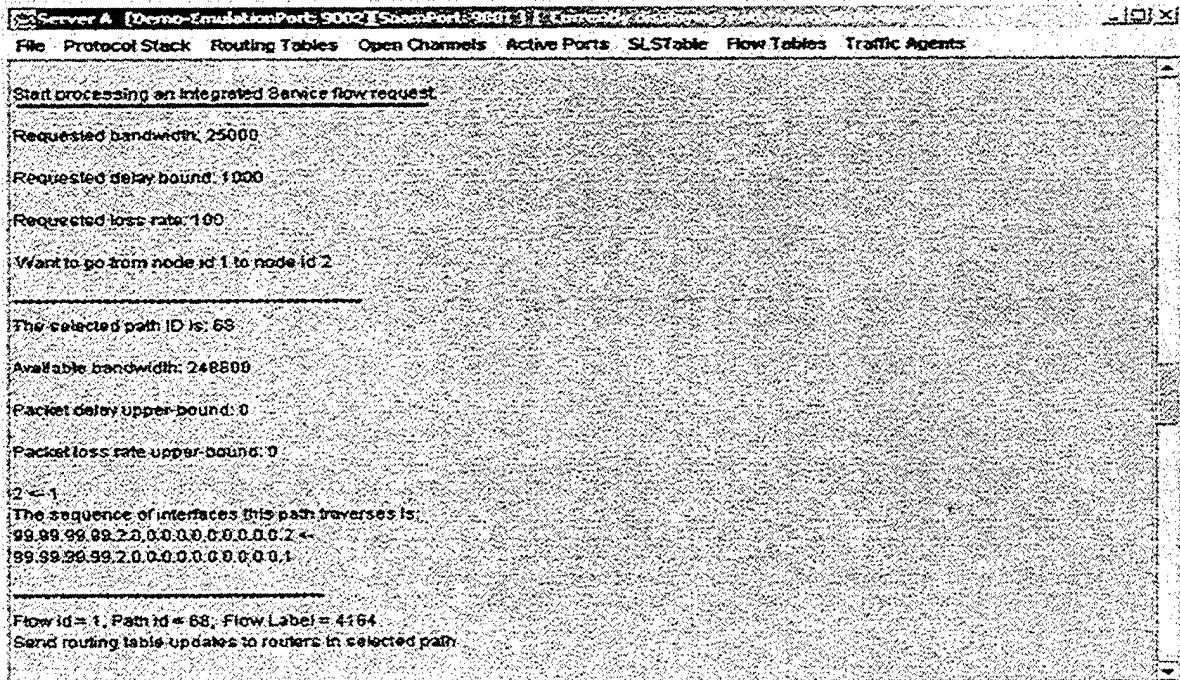 Server A [Demo-EmulationPort: 9002][SaamPort: 9001] [ Currently
File Protocol Stack Routing Tables Open Channels Active Ports SLSTable Flow Tables Traffic Agents
Start processing an Integrated Service flow request
Requested bandwidth: 25000
Requested delay bound: 1000
Requested loss rate: 100
Want to go from node id 1 to node id 2
The selected path ID is: 68
Available bandwidth: 248800
Packet delay upper-bound: 0
Packet loss rate upper-bound: 0
2 <- 1
The sequence of interfaces this path traverses is:
99.99.99.99.2.0.0.0.0.0.0.0.0.0.0.2 <-
99.99.99.99.2.0.0.0.0.0.0.0.0.0.0.1
Flow id = 1, Path id = 68, Flow Label = 4164
Send routing table updates to routers in selected path